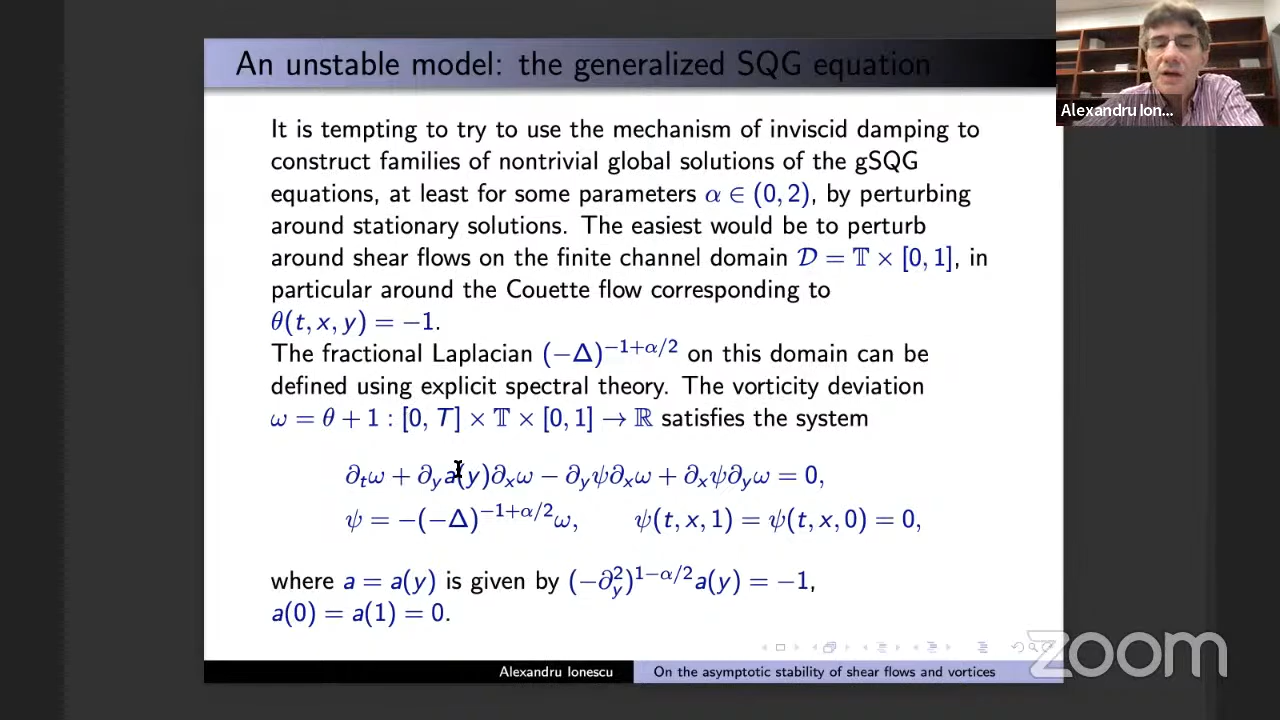 An unstable model: the generalized SQG equation
Alexandru Ion...
It is tempting to try to use the mechanism of inviscid damping to
construct families of nontrivial global solutions of the gSQG
equations, at least for some parameters α ∈ (0, 2), by perturbing
around stationary solutions. The easiest would be to perturb
around shear flows on the finite channel domain 𝒟 = 𝕋 × [0, 1], in
particular around the Couette flow corresponding to
θ(t, x, y) = −1.
The fractional Laplacian (−Δ)^{−1+α/2} on this domain can be
defined using explicit spectral theory. The vorticity deviation
ω = θ + 1 : [0, T] × 𝕋 × [0, 1] → ℝ satisfies the system
∂_tω + ∂_ya(y)∂_xω − ∂_yψ∂_xω + ∂_xψ∂_yω = 0,
ψ = −(−Δ)^{−1+α/2}ω, ψ(t, x, 1) = ψ(t, x, 0) = 0,
where a = a(y) is given by (−∂_y^2)^{1−α/2}a(y) = −1,
a(0) = a(1) = 0.
zoom
Alexandru Ionescu On the asymptotic stability of shear flows and vortices